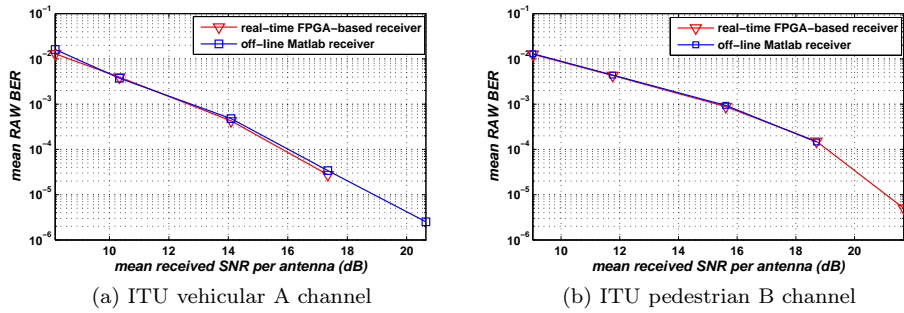 real−time FPGA−based receiver
off−line Matlab receiver
mean RAW BER
10−1
10−2
10−3
10−4
10−5
10−6
10 12 14 16 18 20
mean received SNR per antenna (dB)
(a) ITU vehicular A channel
real−time FPGA−based receiver
off−line Matlab receiver
mean RAW BER
10−1
10−2
10−3
10−4
10−5
10−6
10 12 14 16 18 20
mean received SNR per antenna (dB)
(b) ITU pedestrian B channel